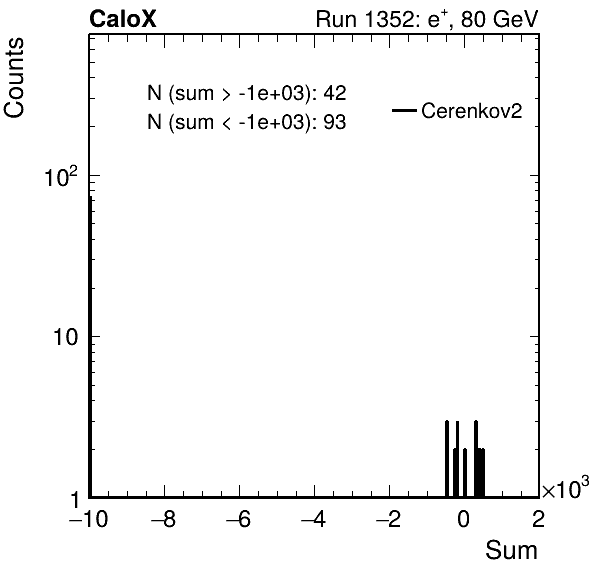 CaloX Run 1352: e⁺, 80 GeV
Counts
N (sum > -1e+03): 42
N (sum < -1e+03): 93
Cerenkov2
10²
10
1
−10 −8 −6 −4 −2 0 2
×10³
Sum